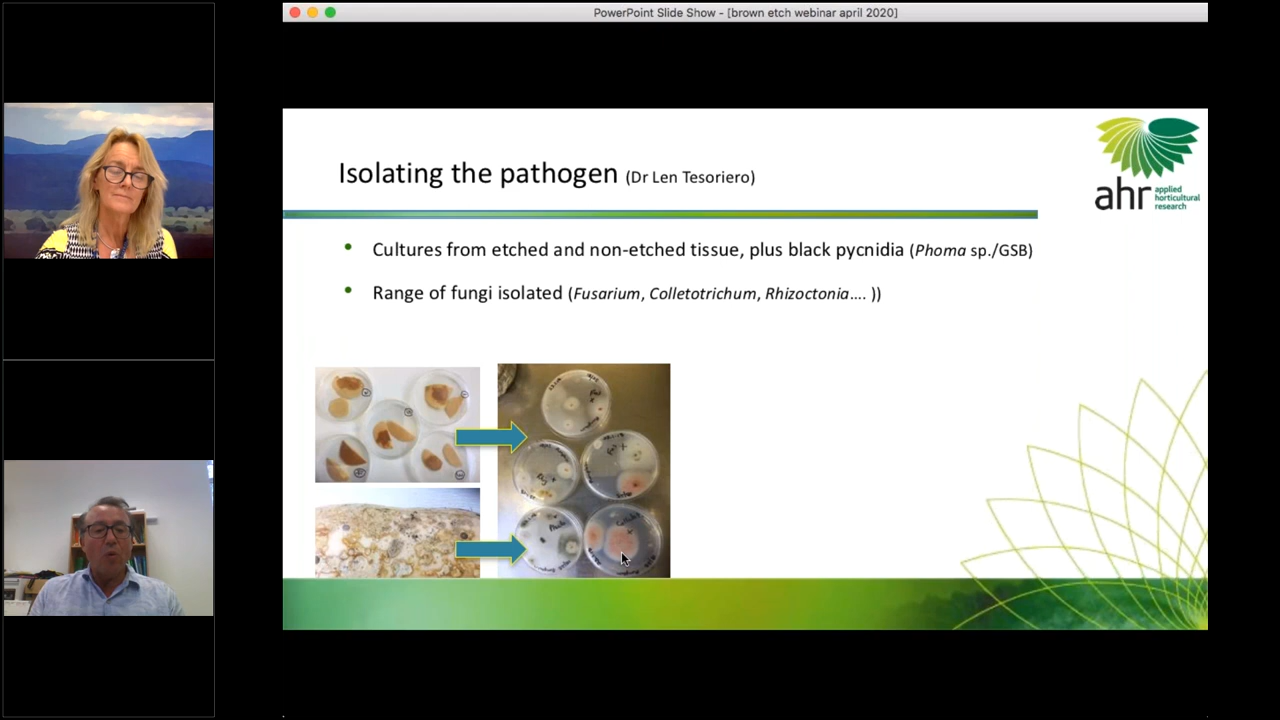 PowerPoint Slide Show - [brown etch webinar april 2020]
Isolating the pathogen (Dr Len Tesoriero)
ahr applied
horticultural
research
• Cultures from etched and non-etched tissue, plus black pycnidia (Phoma sp./GSB)
• Range of fungi isolated (Fusarium, Colletotrichum, Rhizoctonia.... ))